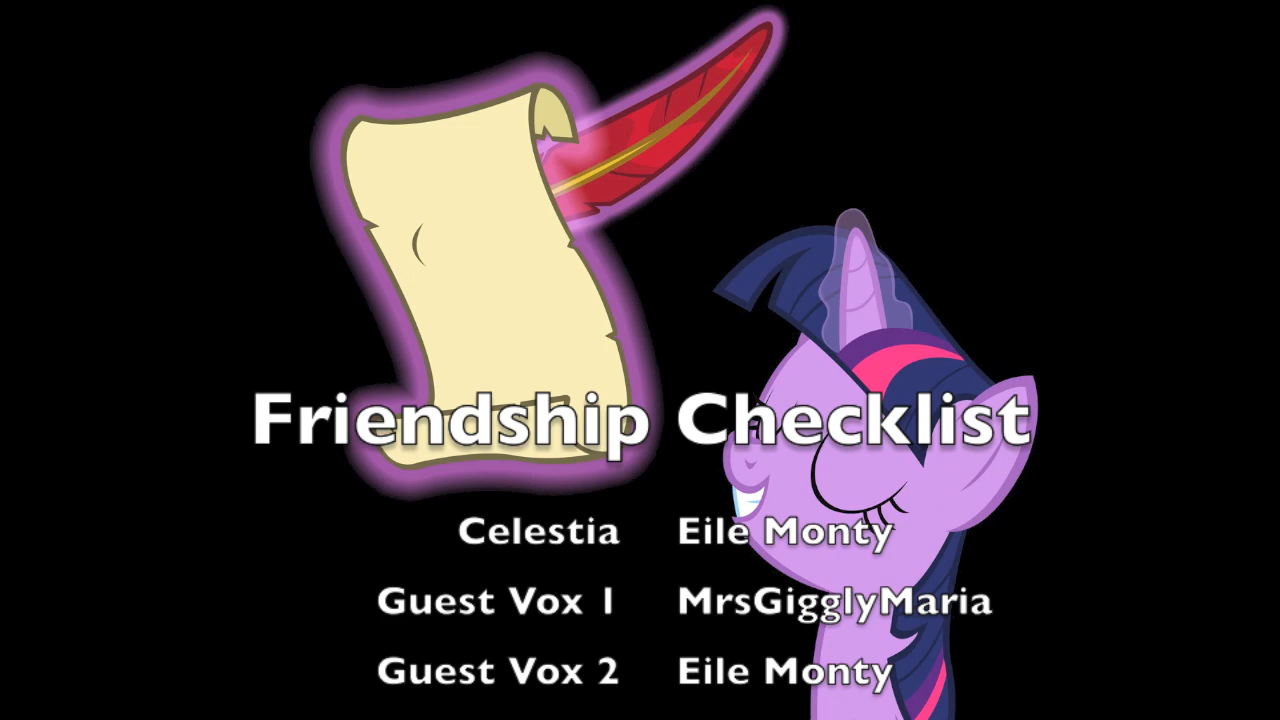 Friendship Checklist
Celestia Eile Monty
Guest Vox 1 MrsGigglyMaria
Guest Vox 2 Eile Monty